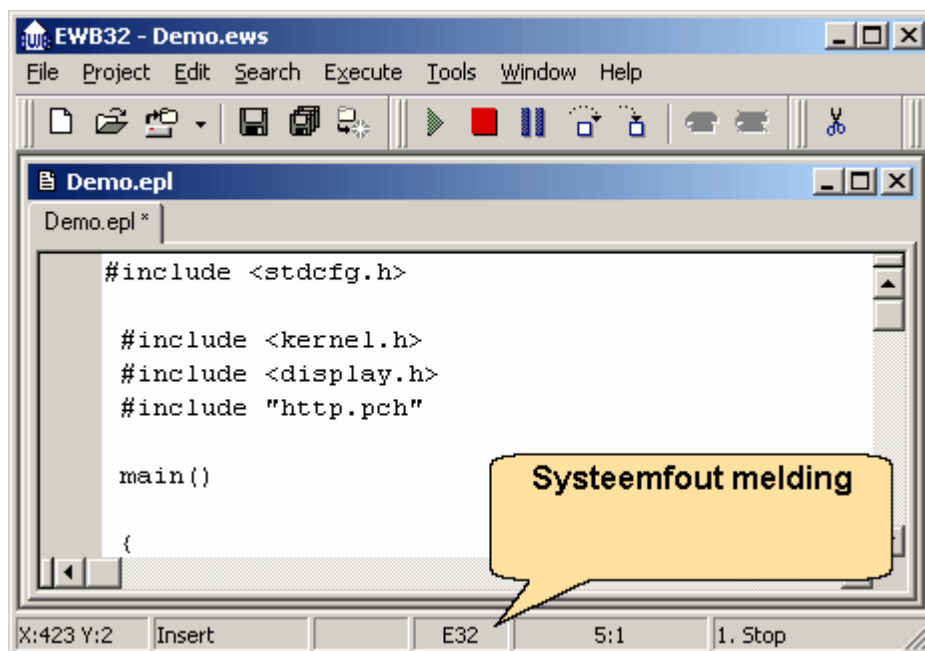 EWB32 - Demo.ews
File Project Edit Search Execute Tools Window Help
Demo.epl
Demo.epl *
#include <stdcfg.h>
#include <kernel.h>
#include <display.h>
#include "http.pch"
main()
{
Systeemfout melding
X:423 Y:2 Insert E32 5:1 1. Stop